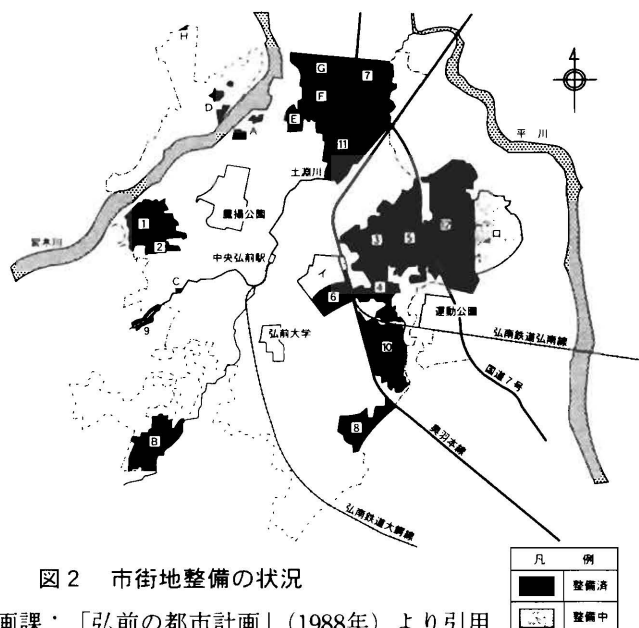 H
G
7
D
F
E
A
11
平川
土淵川
鷹揚公園
1
2
岩木川
中央弘前駅
3
5
12
ロ
イ
4
6
C
9
弘前大学
運動公園
弘南鉄道弘南線
10
国道7号
8
B
奥羽本線
弘南鉄道大鰐線
図2 市街地整備の状況
凡例
整備済
整備中
画課:「弘前の都市計画」(1988年)より引用